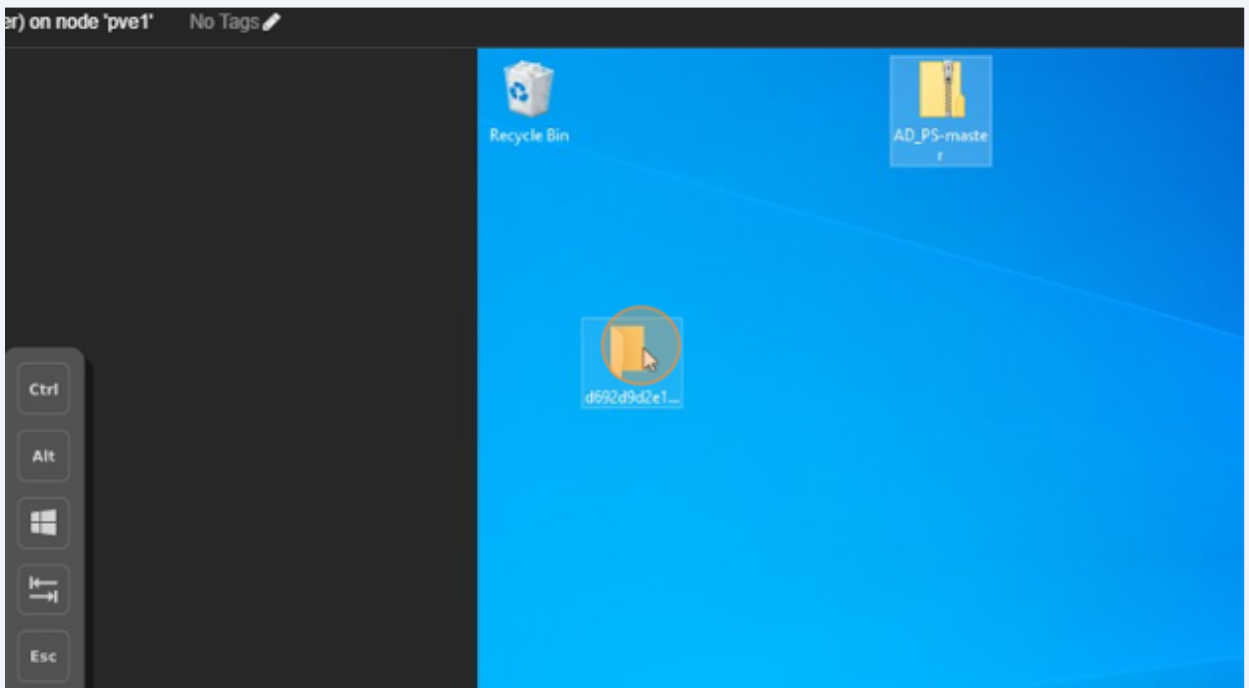 er) on node 'pve1' No Tags
Recycle Bin
AD_PS-maste
r
d692d9d2e1...
Ctrl
Alt
Esc